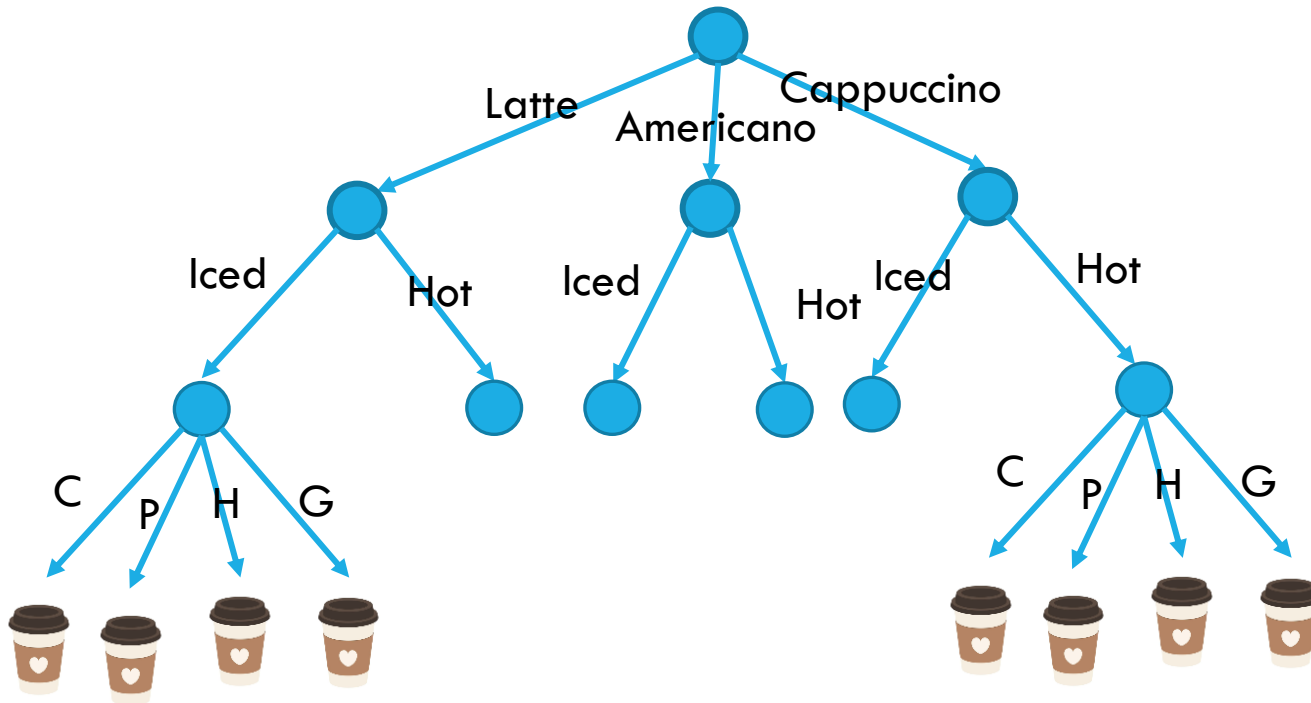 Latte
Americano
Cappuccino
Iced
Hot
Iced
Hot
Iced
Hot
C
P
H
G
C
P
H
G